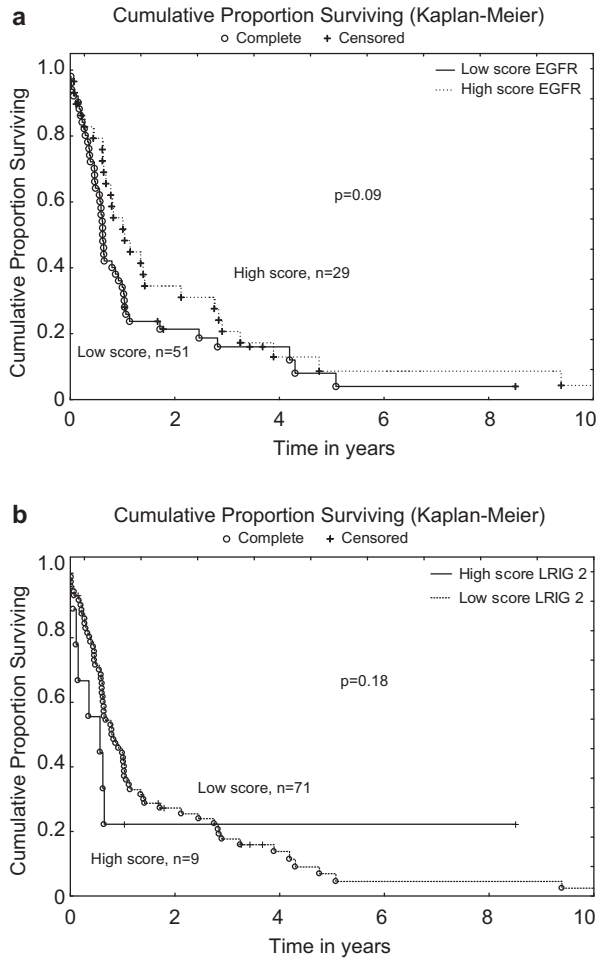 a
Cumulative Proportion Surviving (Kaplan-Meier)
Complete + Censored
Low score EGFR
High score EGFR
Cumulative Proportion Surviving
1.0
0.8
0.6
0.4
0.2
0
p=0.09
High score, n=29
Low score, n=51
0 2 4 6 8 10
Time in years
b
Cumulative Proportion Surviving (Kaplan-Meier)
Complete + Censored
High score LRIG 2
Low score LRIG 2
Cumulative Proportion Surviving
1.0
0.8
0.6
0.4
0.2
0
p=0.18
Low score, n=71
High score, n=9
0 2 4 6 8 10
Time in years